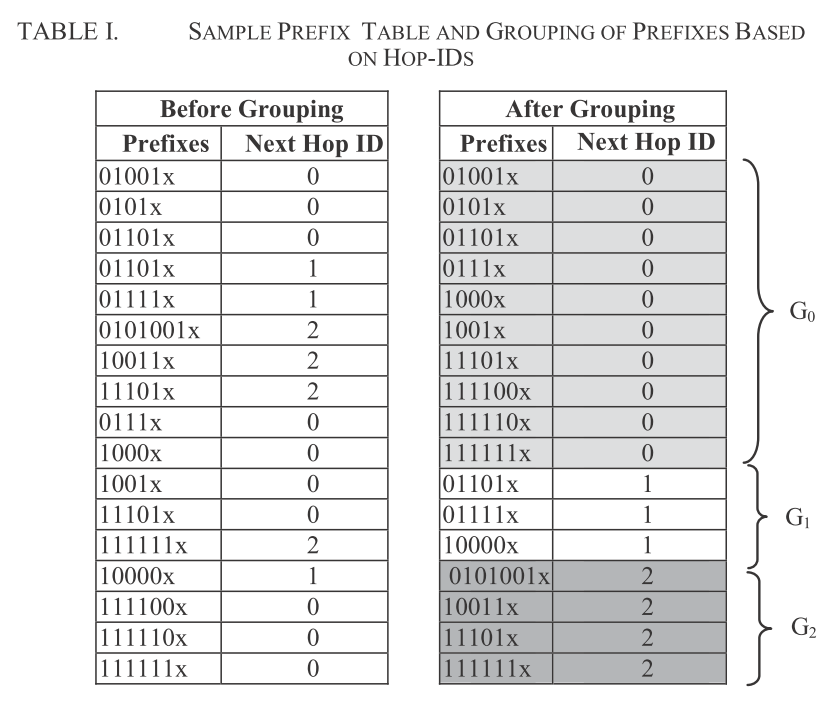 TABLE I. SAMPLE PREFIX TABLE AND GROUPING OF PREFIXES BASED
ON HOP-IDS
Before Grouping
Prefixes Next Hop ID
01001x 0
0101x 0
01101x 0
01101x 1
01111x 1
0101001x 2
10011x 2
11101x 2
0111x 0
1000x 0
1001x 0
11101x 0
111111x 2
10000x 1
111100x 0
111110x 0
111111x 0
After Grouping
Prefixes Next Hop ID
01001x 0
0101x 0
01101x 0
0111x 0
1000x 0
1001x 0
11101x 0
111100x 0
111110x 0
111111x 0
01101x 1
01111x 1
10000x 1
0101001x 2
10011x 2
11101x 2
111111x 2
G0
G1
G2